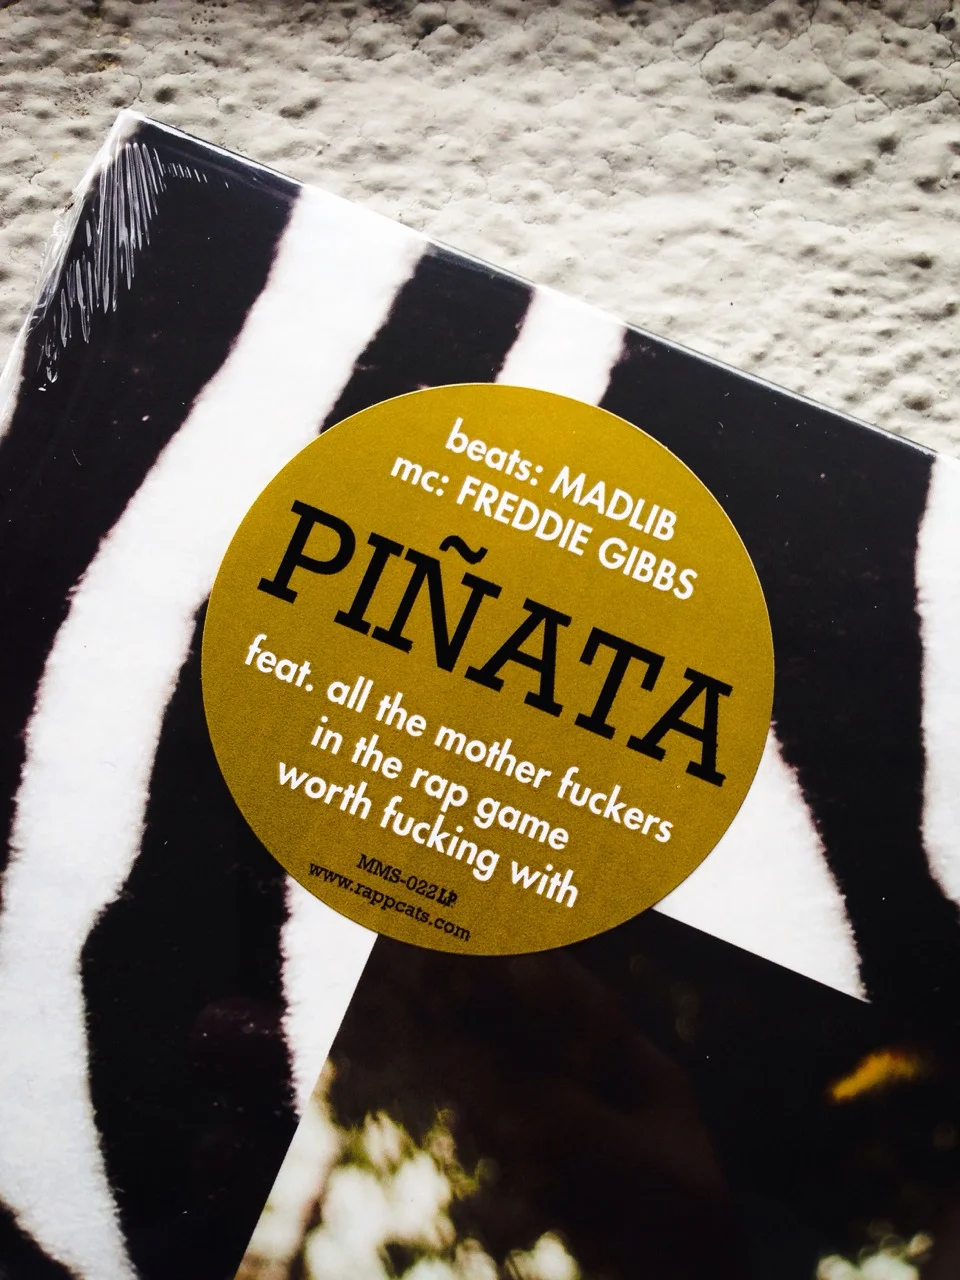 beats: MADLIB
mc: FREDDIE GIBBS
PIÑATA
feat. all the mother fuckers
in the rap game
worth fucking with
MMS-022LP
www.rappcats.com